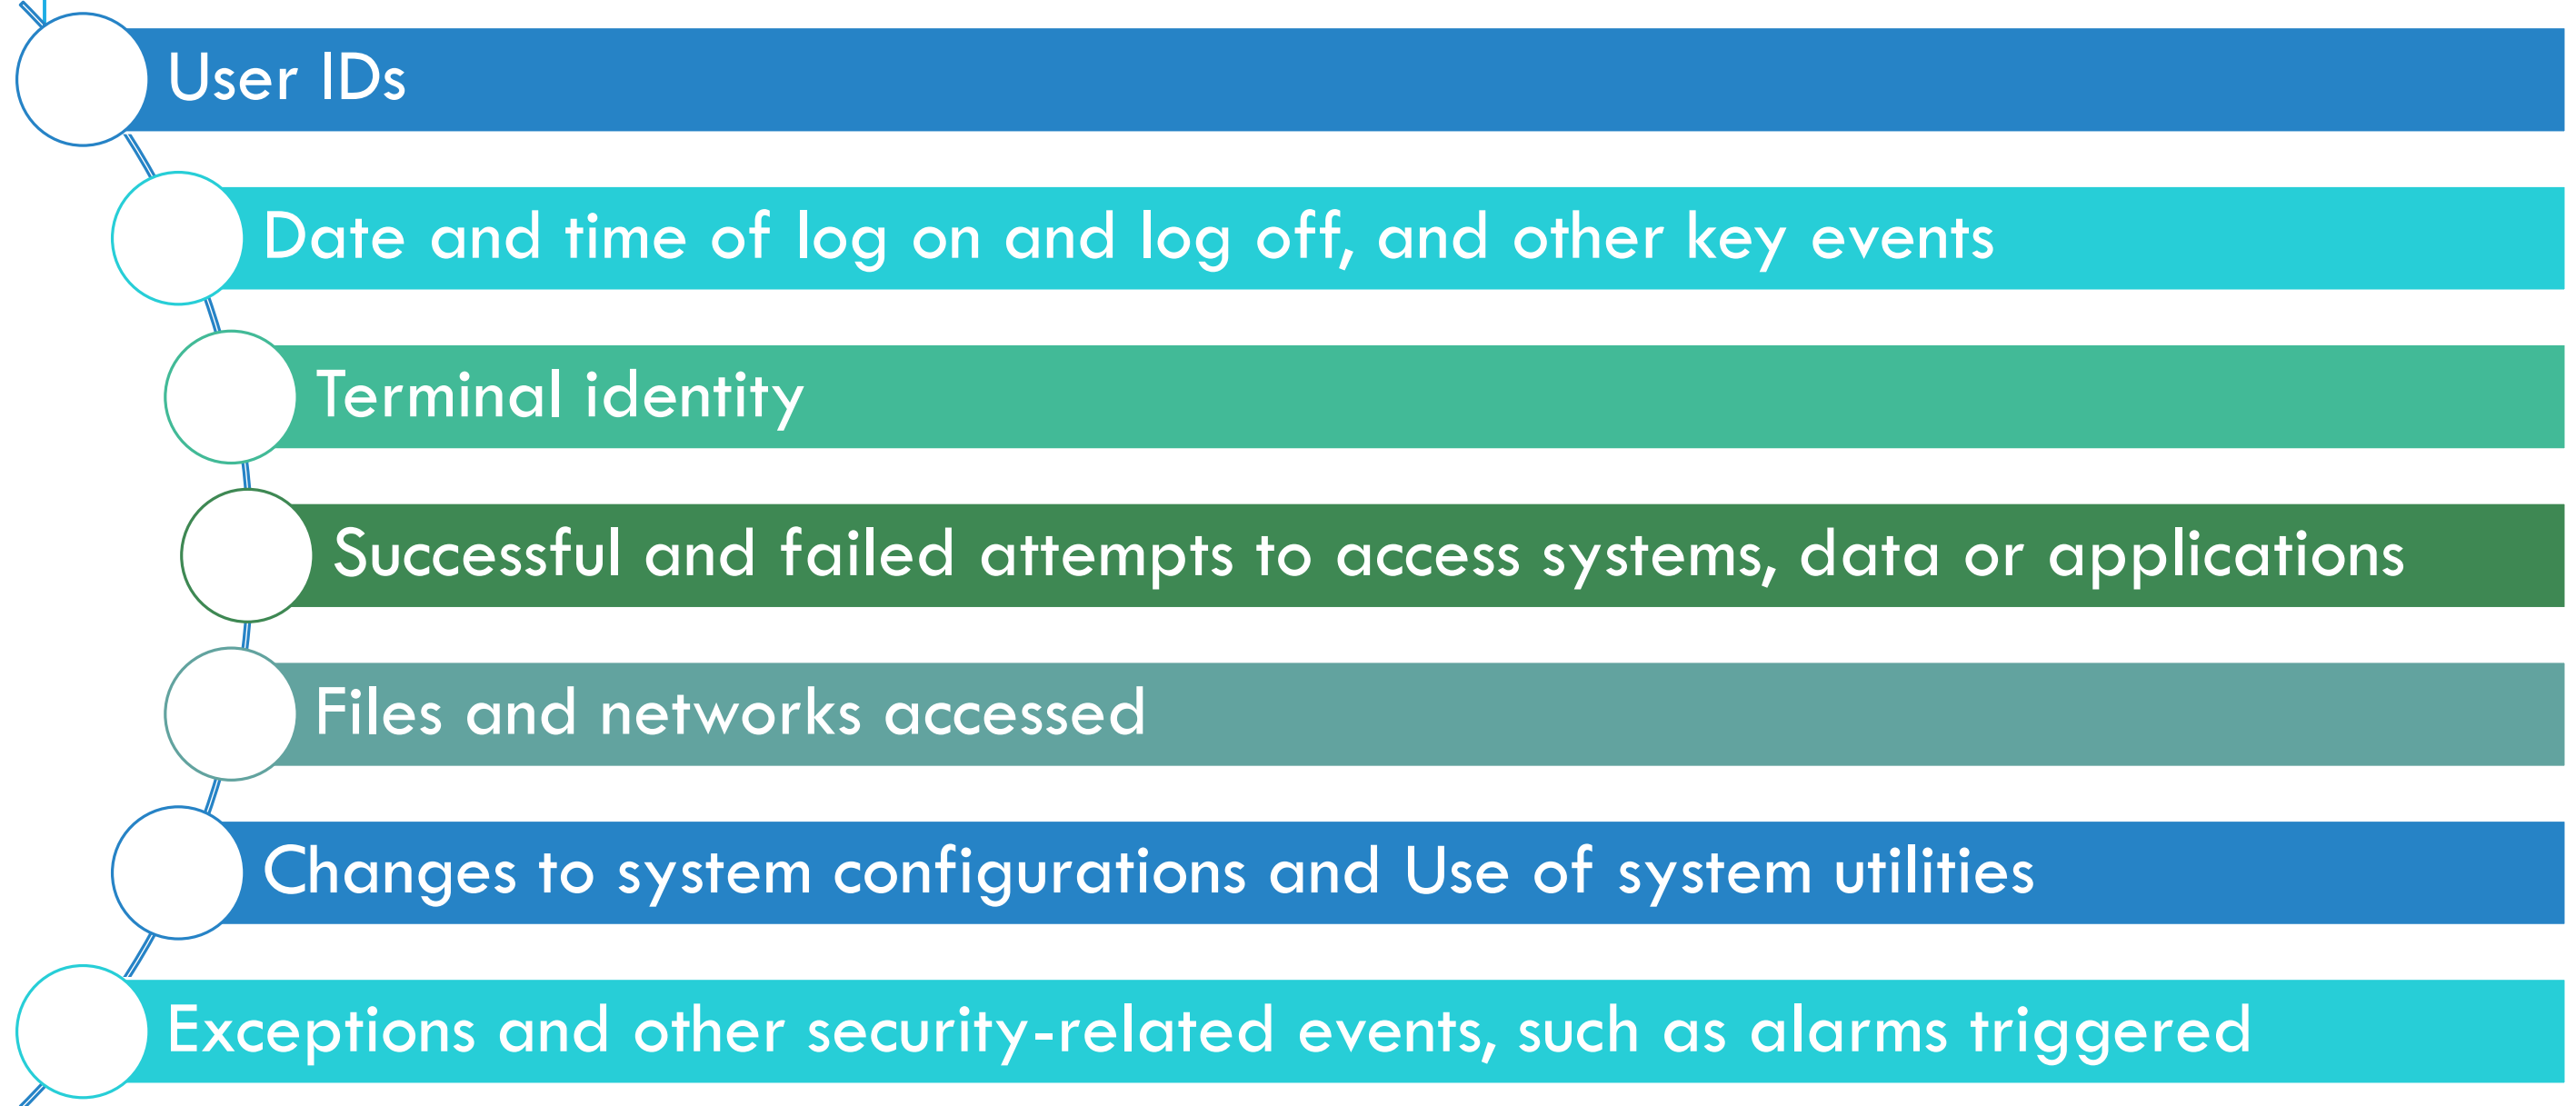 User IDs
Date and time of log on and log off, and other key events
Terminal identity
Successful and failed attempts to access systems, data or applications
Files and networks accessed
Changes to system configurations and Use of system utilities
Exceptions and other security-related events, such as alarms triggered